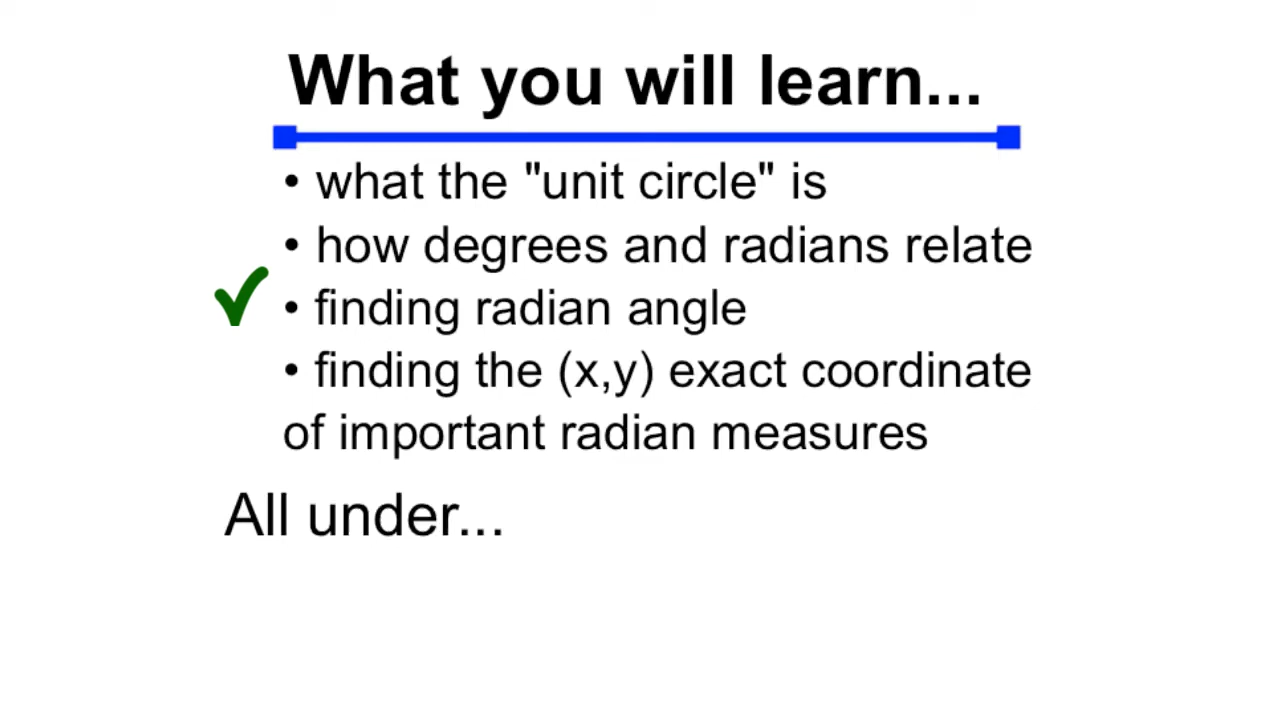 What you will learn...
• what the "unit circle" is
• how degrees and radians relate
• finding radian angle
• finding the (x,y) exact coordinate
of important radian measures
All under...